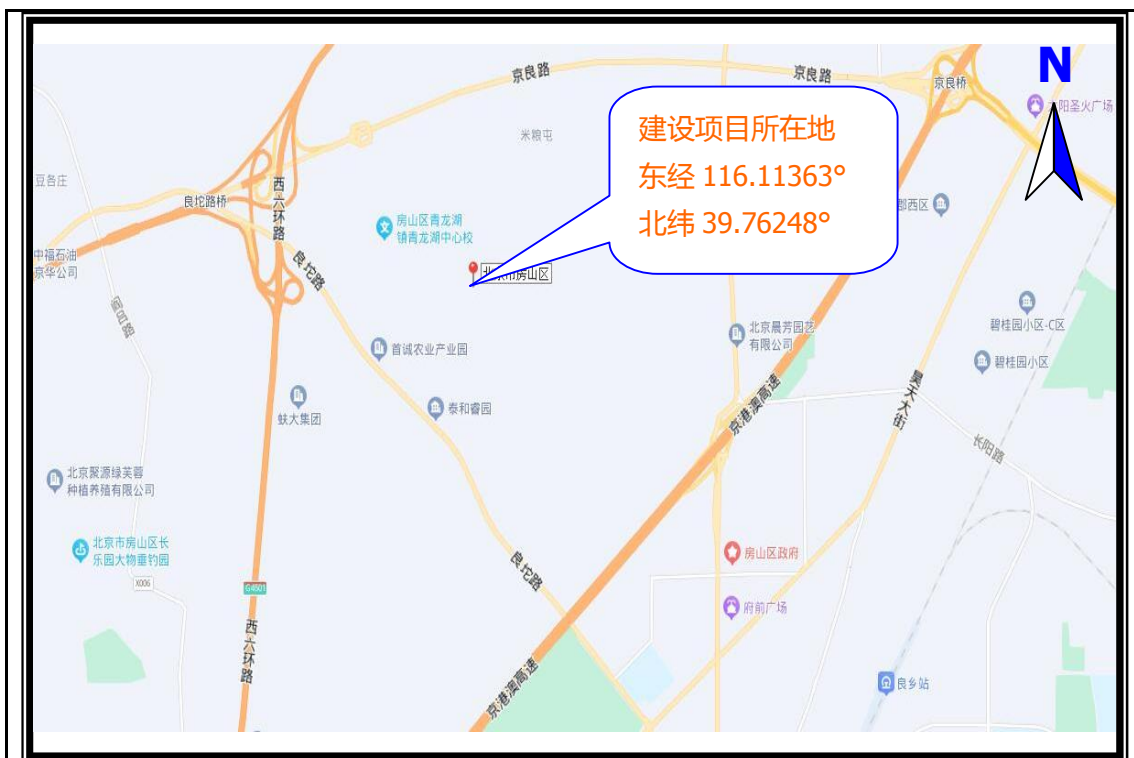 京良路
京良路
京良桥
N
阳圣火广场
建设项目所在地
东经 116.11363°
北纬 39.76248°
米粮屯
豆各庄
西六环路
良坨路桥
房山区青龙湖
镇青龙湖中心校
郡西区
中福石油
京华公司
良坨路
北京市房山区
碧桂园小区-C区
北京晨芳园艺
有限公司
首诚农业产业园
碧桂园小区
京港澳高速
昊天大街
蚨大集团
泰和睿园
长阳路
北京聚源绿芙蓉
种植养殖有限公司
北京市房山区长
乐园大物垂钓园
良坨路
房山区政府
X006
G4501
府前广场
西六环路
京港澳高速
良乡站